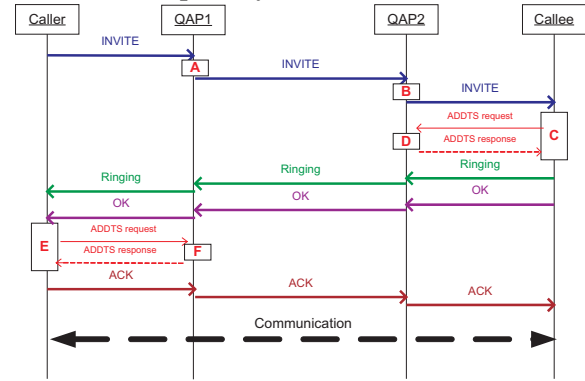 Caller QAP1 QAP2 Callee
INVITE
A INVITE
B INVITE
ADDTS request
C
D ADDTS response
Ringing
Ringing
Ringing
OK
OK
OK
ADDTS request
E
ADDTS response F
ACK
ACK
ACK
Communication